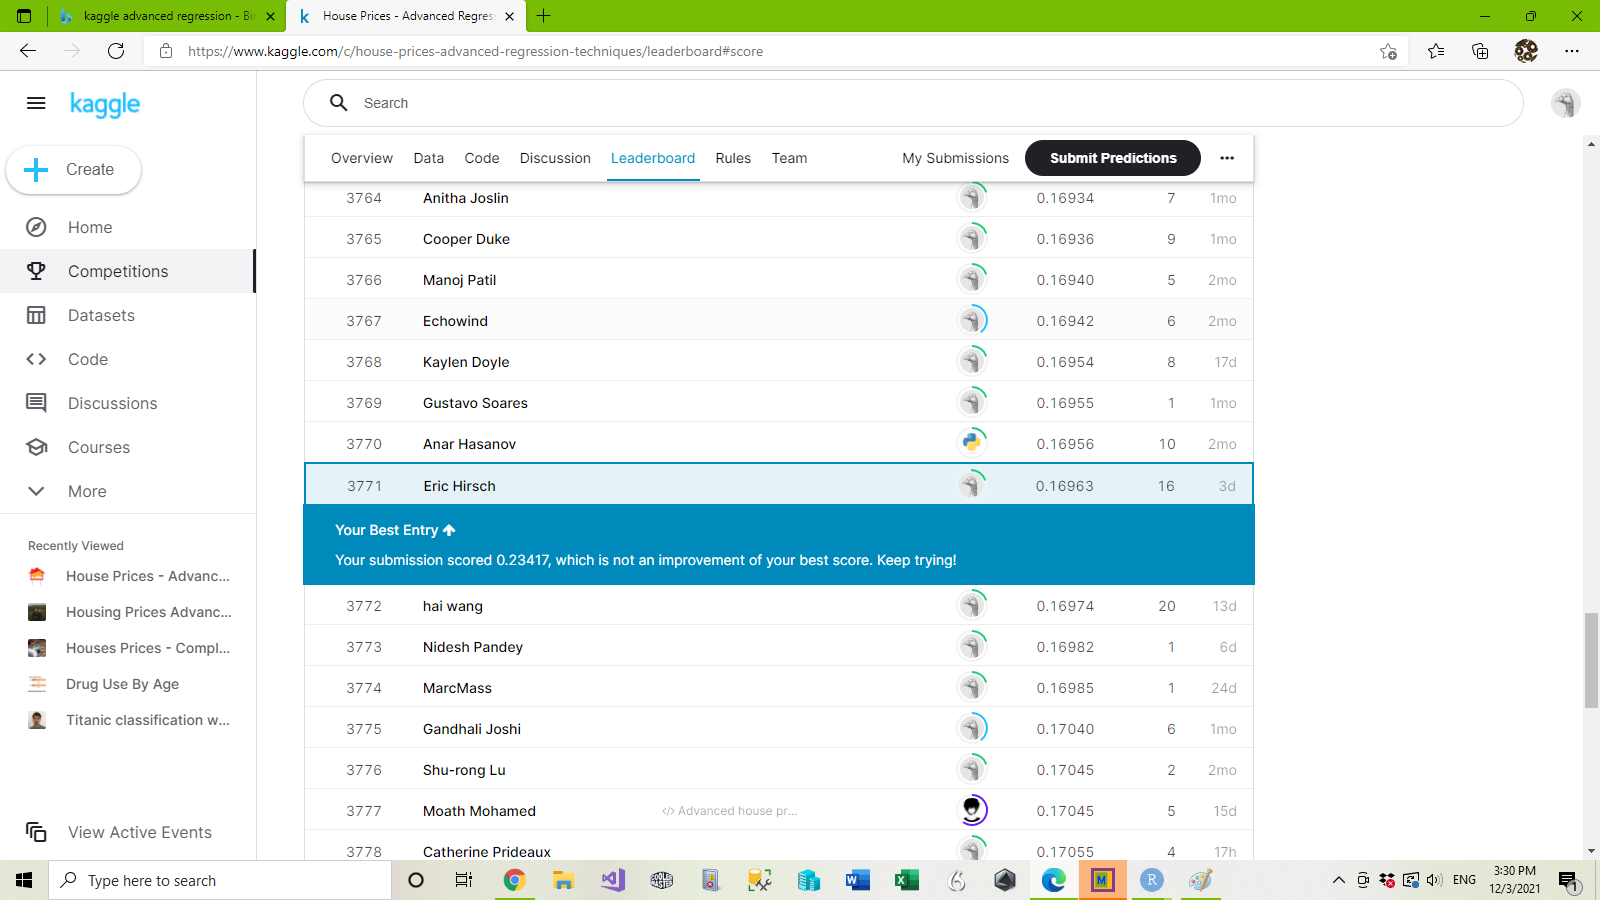 kaggle advanced regression - Bi
House Prices - Advanced Regres
https://www.kaggle.com/c/house-prices-advanced-regression-techniques/leaderboard#score
kaggle
Search
Create
Home
Competitions
Datasets
Code
Discussions
Courses
More
Recently Viewed
House Prices - Advanc...
Housing Prices Advanc...
Houses Prices - Compl...
Drug Use By Age
Titanic classification w...
View Active Events
Overview Data Code Discussion Leaderboard Rules Team My Submissions Submit Predictions
3764 Anitha Joslin 0.16934 7 1mo
3765 Cooper Duke 0.16936 9 1mo
3766 Manoj Patil 0.16940 5 2mo
3767 Echowind 0.16942 6 2mo
3768 Kaylen Doyle 0.16954 8 17d
3769 Gustavo Soares 0.16955 1 1mo
3770 Anar Hasanov 0.16956 10 2mo
3771 Eric Hirsch 0.16963 16 3d
Your Best Entry
Your submission scored 0.23417, which is not an improvement of your best score. Keep trying!
3772 hai wang 0.16974 20 13d
3773 Nidesh Pandey 0.16982 1 6d
3774 MarcMass 0.16985 1 24d
3775 Gandhali Joshi 0.17040 6 1mo
3776 Shu-rong Lu 0.17045 2 2mo
3777 Moath Mohamed </> Advanced house pr... 0.17045 5 15d
3778 Catherine Prideaux 0.17055 4 17h
Type here to search
ENG
3:30 PM
12/3/2021
1